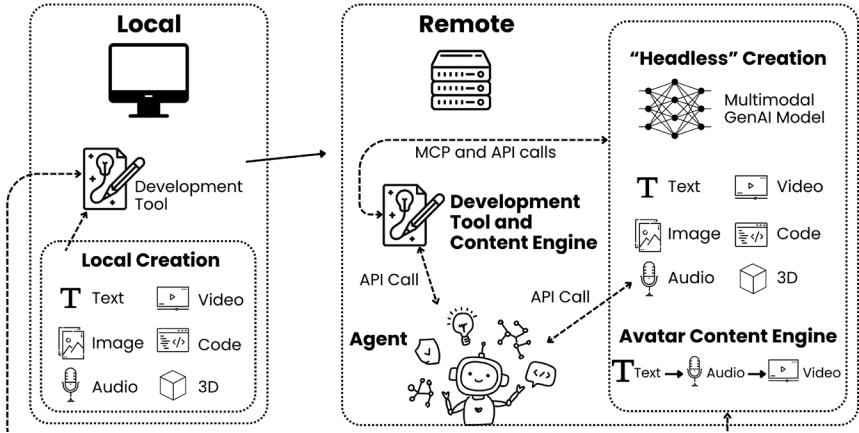 Local
Development
Tool
Local Creation
T Text
Video
Image
Code
Audio
3D
Remote
MCP and API calls
Development
Tool and
Content Engine
API Call
API Call
Agent
“Headless” Creation
Multimodal
GenAI Model
T Text
Video
Image
Code
Audio
3D
Avatar Content Engine
T Text
Audio
Video